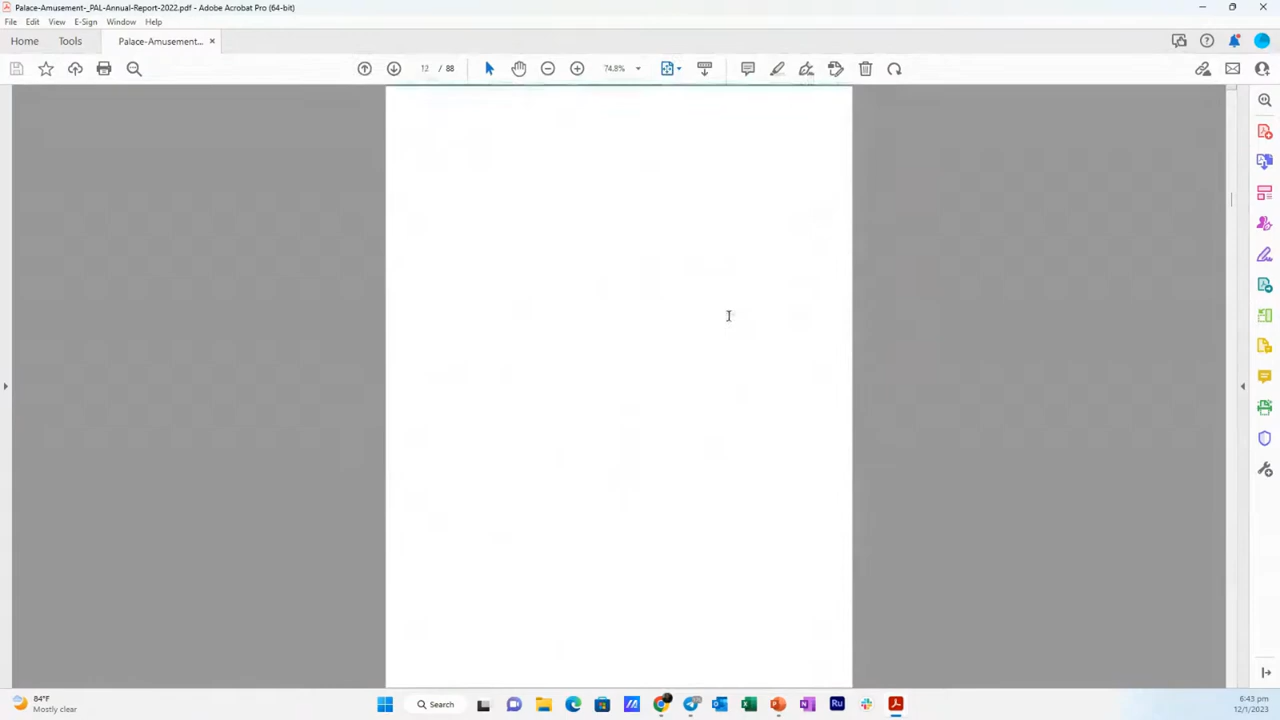 Palace-Amusement-_PAL-Annual-Report-2022.pdf - Adobe Acrobat Pro (64-bit)
File Edit View E-Sign Window Help
Home Tools Palace-Amusement... ×
12 / 88 74.8%
84°F
Mostly clear
Search
Ru
6:43 pm
12/1/2023